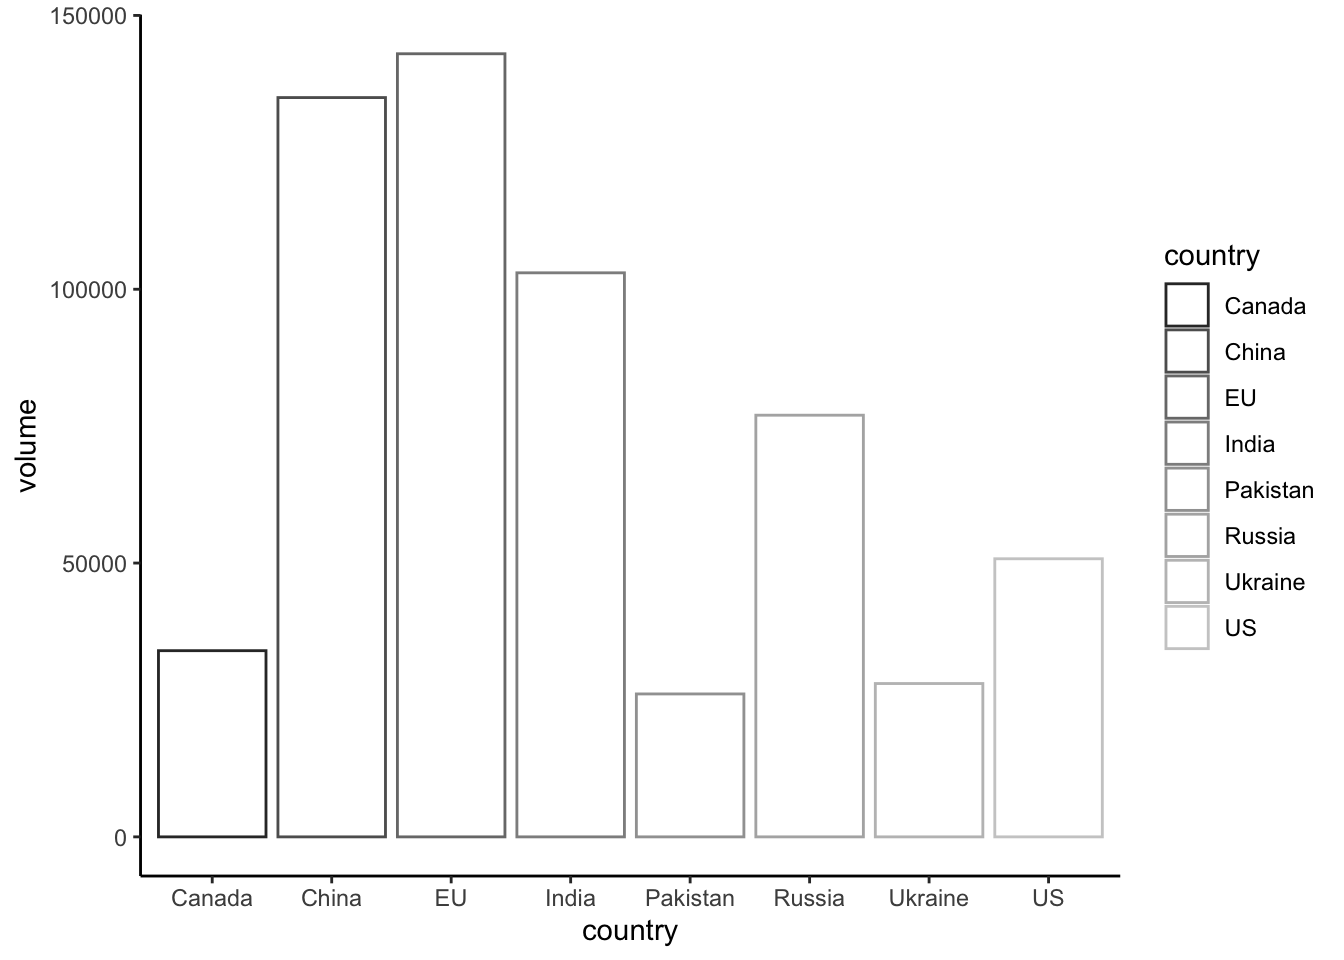 150000
100000
50000
0
volume
Canada China EU India Pakistan Russia Ukraine US
country
country
Canada
China
EU
India
Pakistan
Russia
Ukraine
US